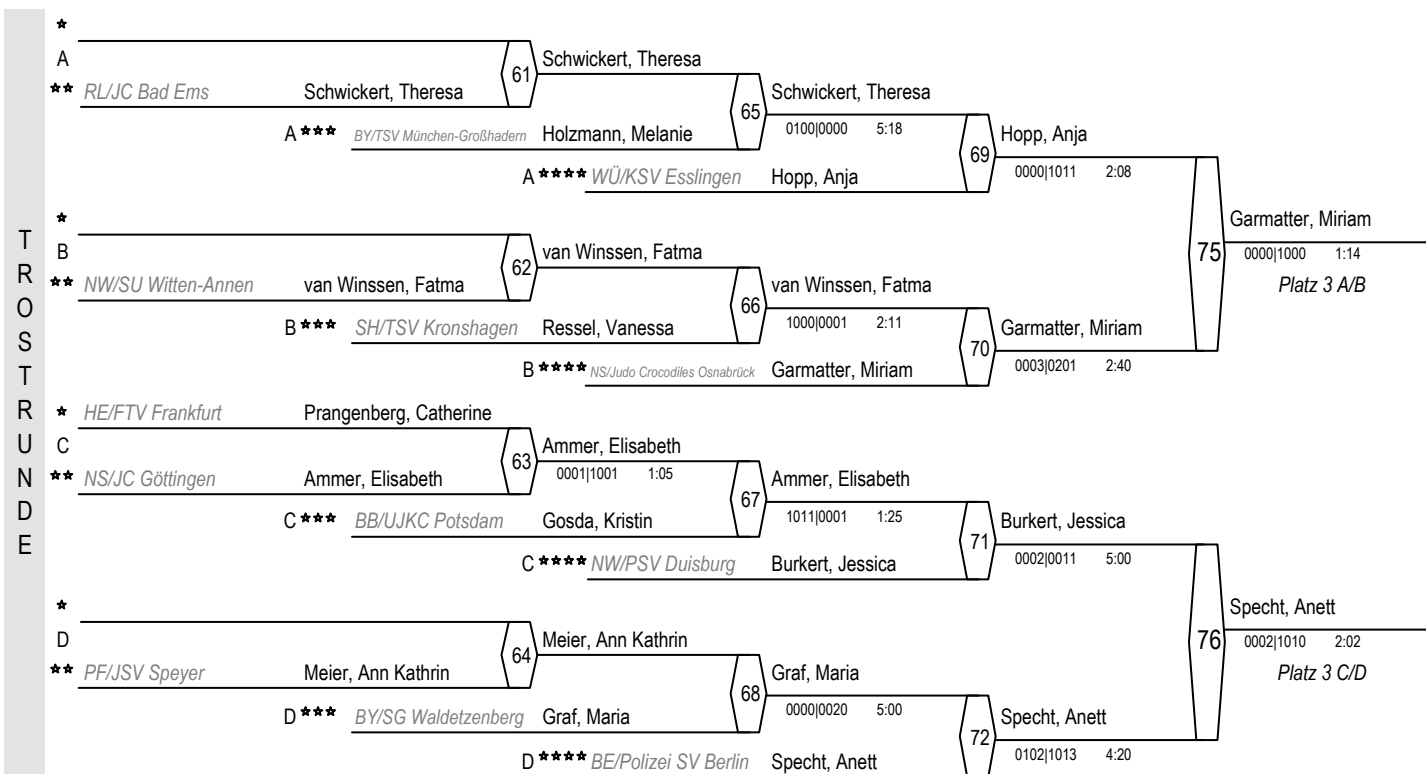 TROSTRUNDE
*
A
** RL/JC Bad Ems Schwickert, Theresa
61 Schwickert, Theresa
A *** BY/TSV München-Großhadern Holzmann, Melanie
65 Schwickert, Theresa
0100|0000 5:18
A **** WÜ/KSV Esslingen Hopp, Anja
69 Hopp, Anja
0000|1011 2:08
*
B
** NW/SU Witten-Annen van Winssen, Fatma
62 van Winssen, Fatma
B *** SH/TSV Kronshagen Ressel, Vanessa
66 van Winssen, Fatma
1000|0001 2:11
B **** NS/Judo Crocodiles Osnabrück Garmatter, Miriam
70 Garmatter, Miriam
0003|0201 2:40
75 Garmatter, Miriam
0000|1000 1:14
Platz 3 A/B
* HE/FTV Frankfurt Prangenberg, Catherine
C
** NS/JC Göttingen Ammer, Elisabeth
63 Ammer, Elisabeth
0001|1001 1:05
C *** BB/UJKC Potsdam Gosda, Kristin
67 Ammer, Elisabeth
1011|0001 1:25
C **** NW/PSV Duisburg Burkert, Jessica
71 Burkert, Jessica
0002|0011 5:00
*
D
** PF/JSV Speyer Meier, Ann Kathrin
64 Meier, Ann Kathrin
D *** BY/SG Waldetzenberg Graf, Maria
68 Graf, Maria
0000|0020 5:00
D **** BE/Polizei SV Berlin Specht, Anett
72 Specht, Anett
0102|1013 4:20
76 Specht, Anett
0002|1010 2:02
Platz 3 C/D